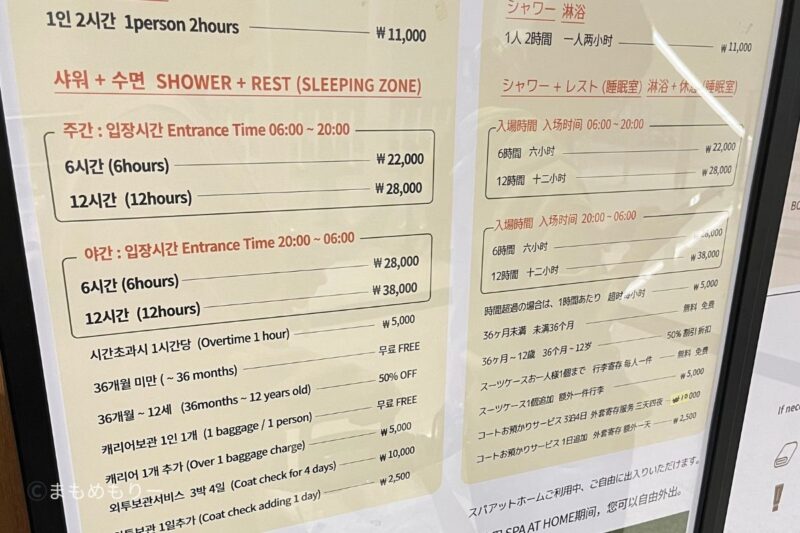 1인 2시간 1person 2hours ₩11,000
샤워 + 수면 SHOWER + REST (SLEEPING ZONE)
주간 : 입장시간 Entrance Time 06:00 ~ 20:00
6시간 (6hours) ₩22,000
12시간 (12hours) ₩28,000
야간 : 입장시간 Entrance Time 20:00 ~ 06:00
6시간 (6hours) ₩28,000
12시간 (12hours) ₩38,000
시간초과시 1시간당 (Overtime 1 hour) ₩5,000
36개월 미만 ( ~ 36 months) 무료 FREE
36개월 ~ 12세 (36months ~ 12 years old) 50% OFF
캐리어보관 1인 1개 (1 baggage / 1 person) 무료 FREE
캐리어 1개 추가 (Over 1 baggage charge) ₩5,000
외투보관서비스 3박 4일 (Coat check for 4 days) ₩10,000
외투보관 1일추가 (Coat check adding 1 day) ₩2,500
シャワー 淋浴
1人 2時間 一人两小时 ₩11,000
シャワー + レスト (睡眠室) 淋浴 + 休息 (睡眠室)
入場時間 入场时间 06:00 ~ 20:00
6時間 六小时 ₩22,000
12時間 十二小时 ₩28,000
入場時間 入场时间 20:00 ~ 06:00
6時間 六小时 ₩28,000
12時間 十二小时 ₩38,000
時間超過の場合は、1時間あたり 超时每小时 ₩5,000
36ヶ月未満 未满36个月 無料 免费
36ヶ月 ~ 12歳 36个月 ~ 12岁 50% 割引 折扣
スーツケースお一人様1個まで 行李寄存 每人一件 無料 免费
スーツケース1個追加 额外一件行李 ₩5,000
コートお預かりサービス 3泊4日 外套寄存服务 三天四夜 ₩10,000
コートお預かりサービス 1日追加 外套寄存 额外一天 ₩2,500
スパアットホームご利用中、ご自由に出入りいただけます。
SPA AT HOME期间，您可以自由外出。
If nece
©まもめもりー